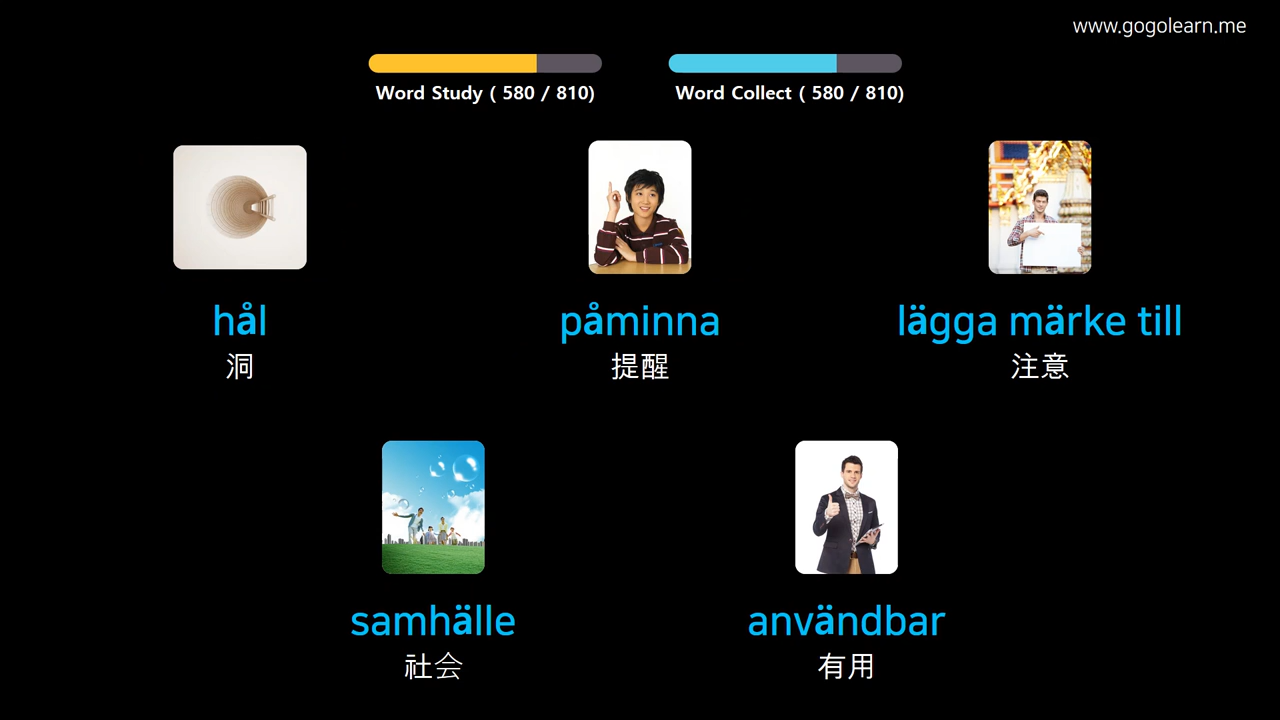 www.gogolearn.me
Word Study ( 580 / 810)
Word Collect ( 580 / 810)
hål
påminna
lägga märke till
洞
提醒
注意
samhälle
användbar
社会
有用